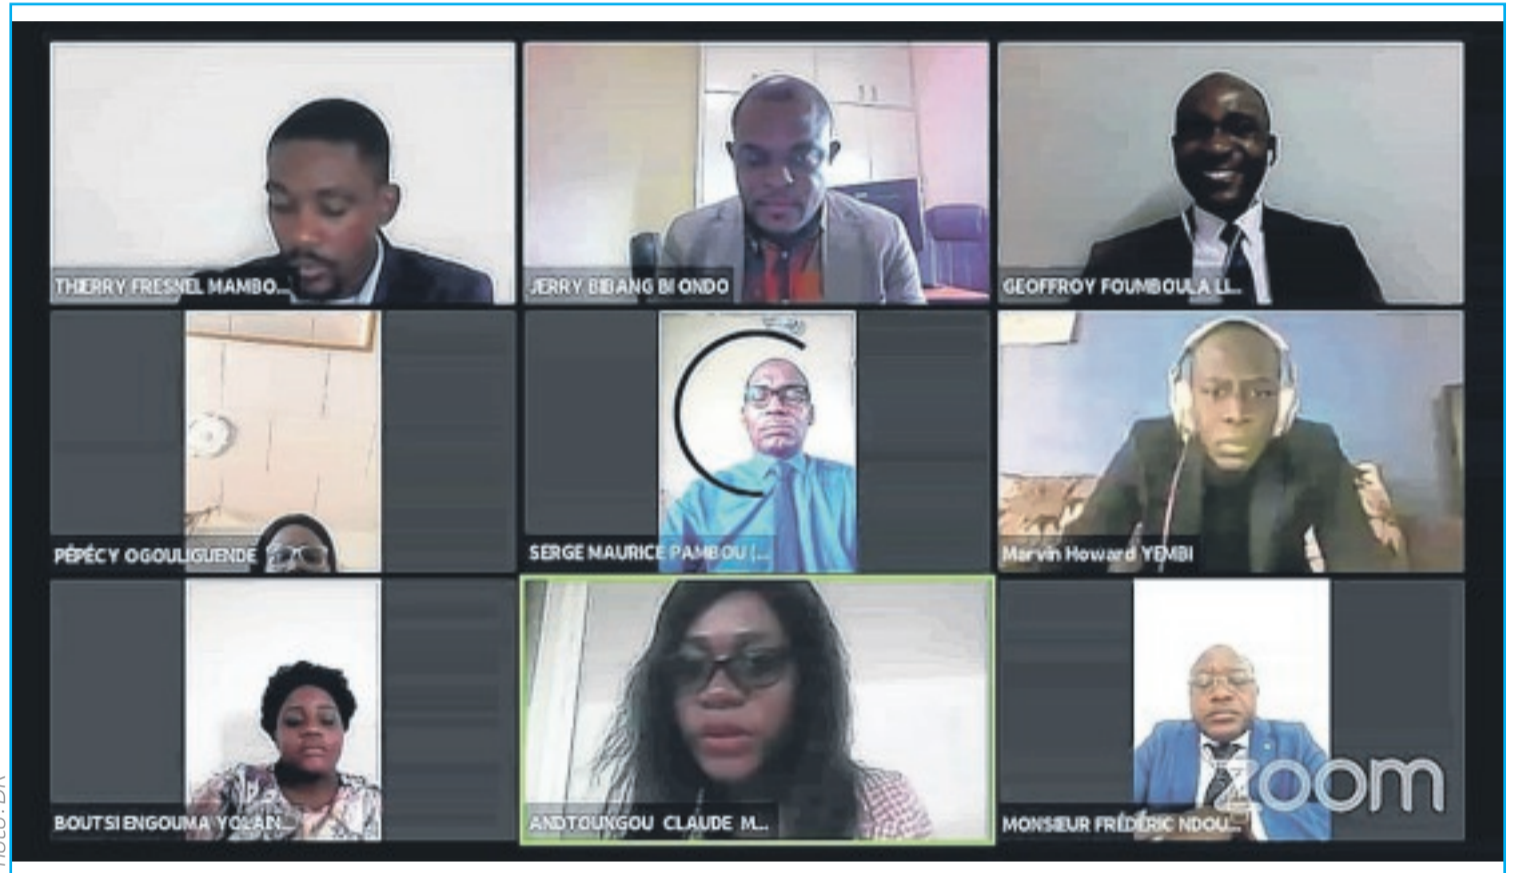 THIERRY FRESNEL MAMBO...
JERRY BIBANG BI ONDO
GEOFFROY FOUMBOULA LI...
PÉPÉCY OGOULIGUENDE
SERGE MAURICE PAMBOU (...
Marvin Howard YEMBI
BOUTSI ENGOUMA YOLAIN...
ANDTOUNGOU CLAUDE M...
MONSIEUR FRÉDÉRIC NDOU...
zoom